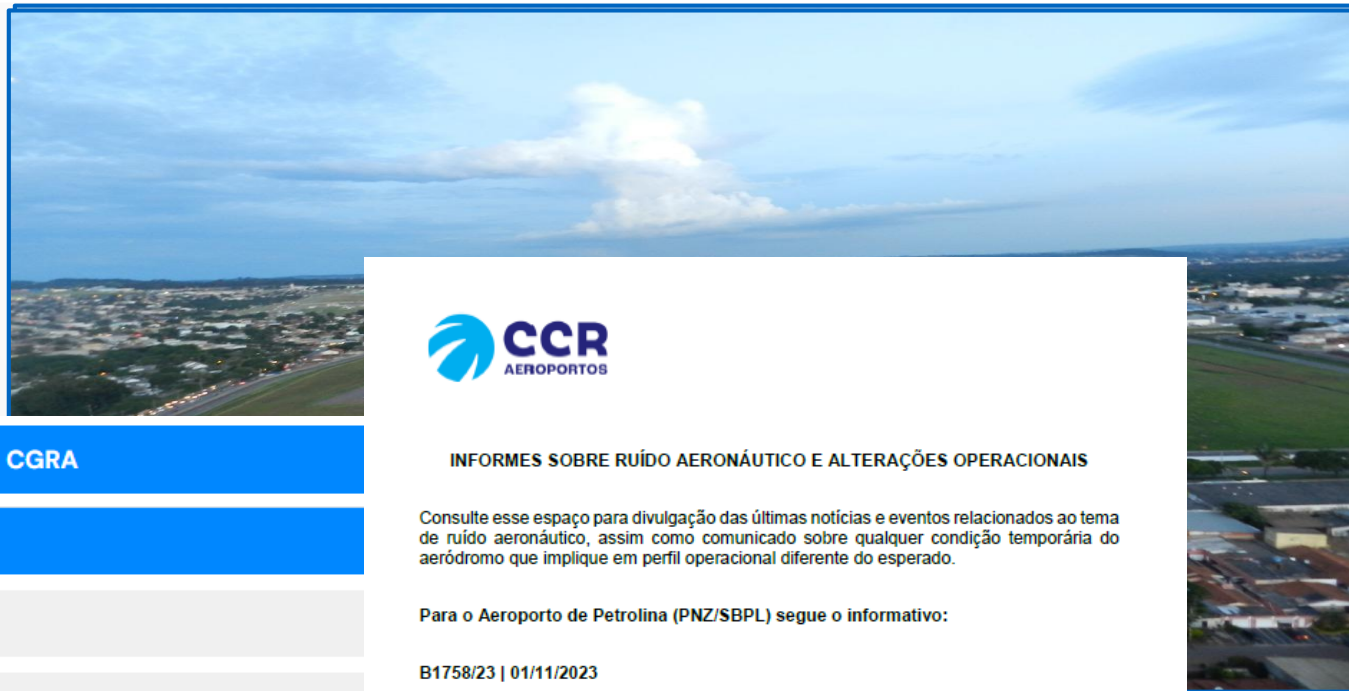 CCR
AEROPORTOS
CGRA
INFORMES SOBRE RUÍDO AERONÁUTICO E ALTERAÇÕES OPERACIONAIS
Consulte esse espaço para divulgação das últimas notícias e eventos relacionados ao tema
de ruído aeronáutico, assim como comunicado sobre qualquer condição temporária do
aeródromo que implique em perfil operacional diferente do esperado.
Para o Aeroporto de Petrolina (PNZ/SBPL) segue o informativo:
B1758/23 | 01/11/2023